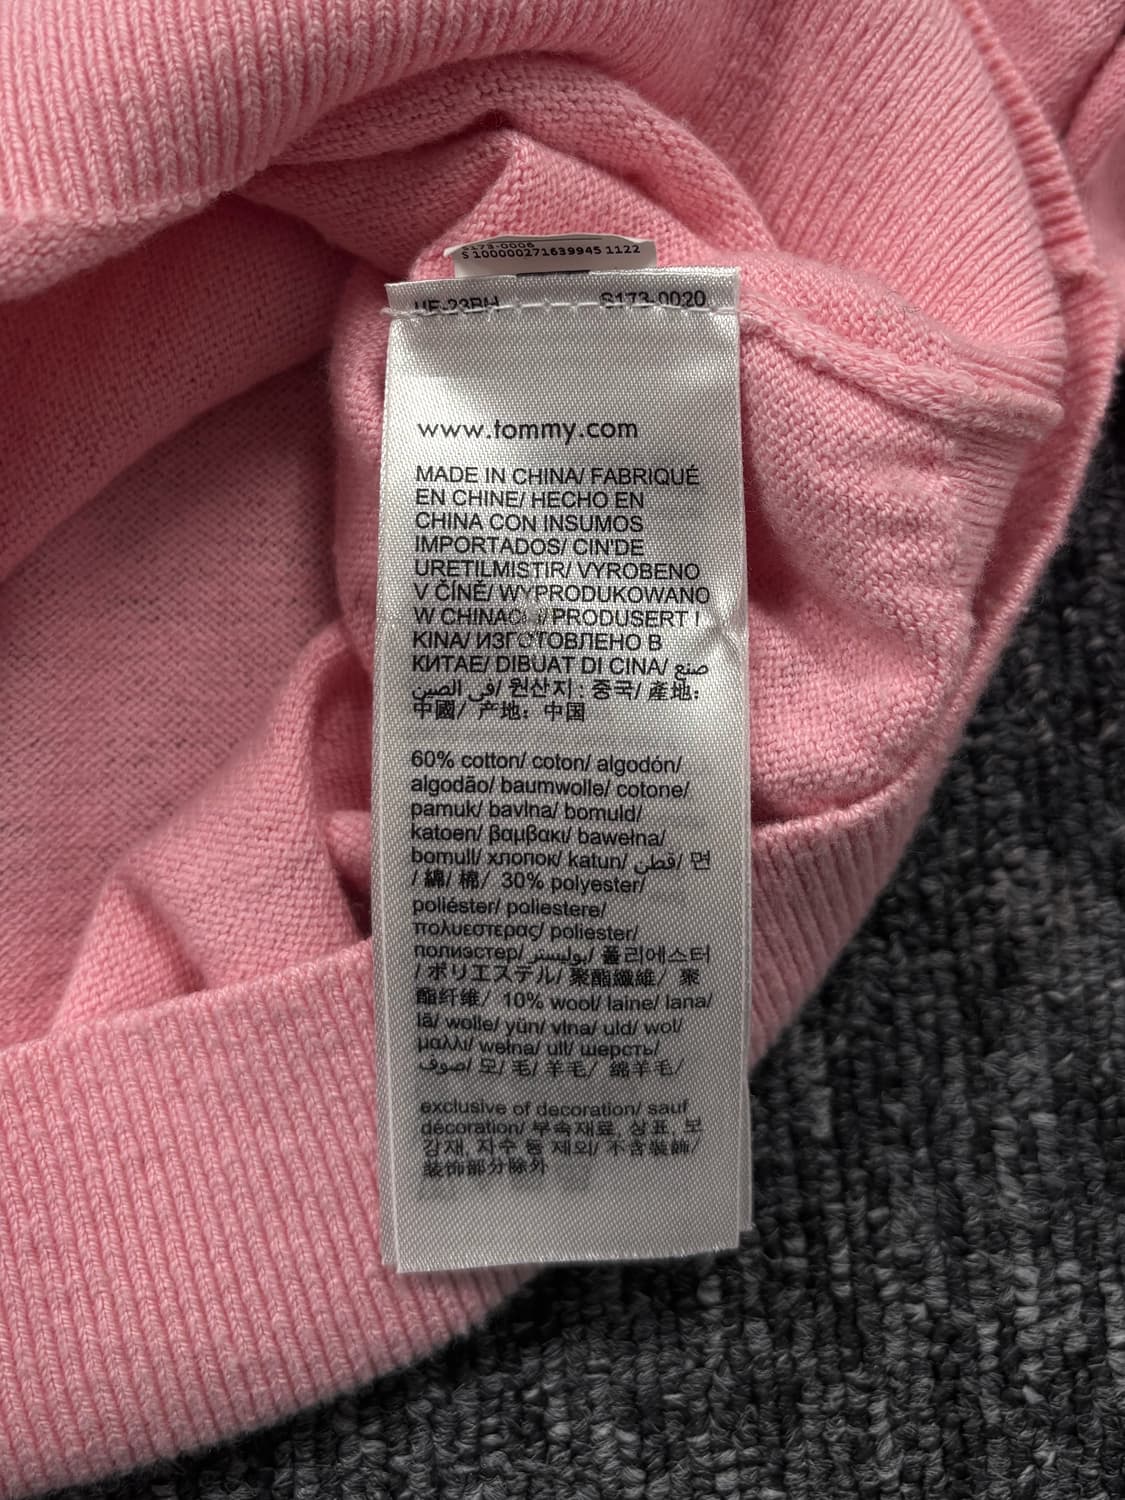 S173-0006
S 100000271639945 1122
S173-0020
www.tommy.com
MADE IN CHINA/ FABRIQUÉ
EN CHINE/ HECHO EN
CHINA CON INSUMOS
IMPORTADOS/ CIN'DE
URETILMISTIR/ VYROBENO
V ČÍNĚ/ WYPRODUKOWANO
W CHINACH/ PRODUSERT I
KINA/ ИЗГОТОВЛЕНО В
КИТАЕ/ DIBUAT DI CINA/ صنع
في الصين/ 원산지 : 중국/ 產地:
中國/ 产地: 中国
60% cotton/ coton/ algodón/
algodão/ baumwolle/ cotone/
pamuk/ bavlna/ bomuld/
katoen/ βαμβακι/ bawełna/
bomull/ хлопок/ katun/ قطن/ 면
/ 綿/ 棉/ 30% polyester/
poliéster/ poliestere/
πολυεστερας/ poliester/
полиэстер/ بوليستر/ 폴리에스터
/ ポリエステル/ 聚酯纖維/ 聚
酯纤维/ 10% wool/ laine/ lana/
lã/ wolle/ yün/ vlna/ uld/ wol/
μαλλι/ wełna/ ull/ шерсть/
صوف/ 모/ 毛/ 羊毛/ 绵羊毛/
exclusive of decoration/ sauf
décoration/ 부속재료, 상표, 보
강재, 자수 등 제외/ 不含裝飾/
装饰部分除外